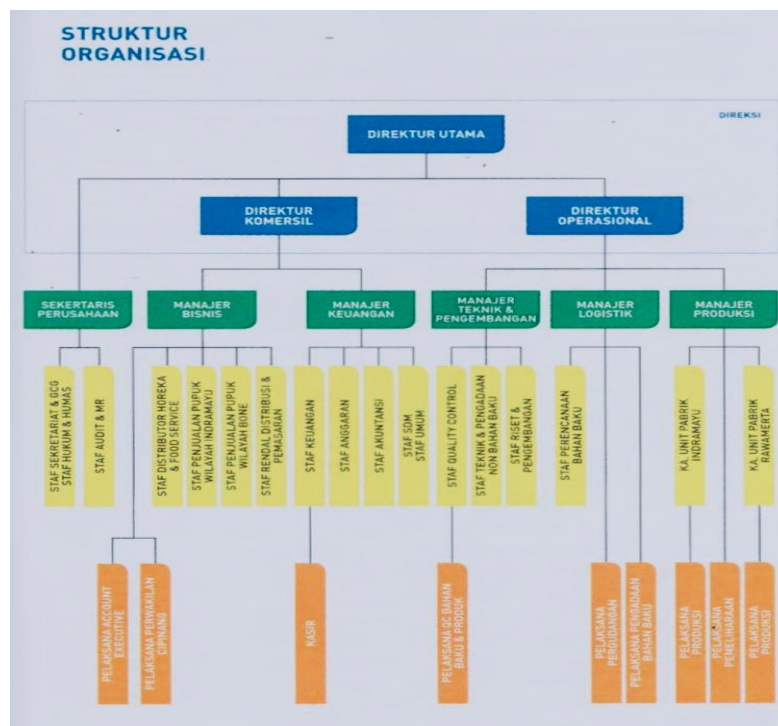 STRUKTUR
ORGANISASI
DIREKSI
DIREKTUR UTAMA
DIREKTUR
KOMERSIL
DIREKTUR
OPERASIONAL
SEKERTARIS
PERUSAHAAN
MANAJER
BISNIS
MANAJER
KEUANGAN
MANAJER
TEKNIK &
PENGEMBANGAN
MANAJER
LOGISTIK
MANAJER
PRODUKSI
STAF SEKRETARIAT & GCG
STAF HUKUM & HUMAS
STAF AUDIT & MR
STAF DISTRIBUTOR HOREKA
& FOOD SERVICE
STAF PENJUALAN PUPUK
WILAYAH INDRAMAYU
STAF PENJUALAN PUPUK
WILAYAH BONE
STAF RENDAL DISTRIBUSI &
PEMASARAN
STAF KEUANGAN
STAF ANGGARAN
STAF AKUNTANSI
STAF SDM
STAF UMUM
STAF QUALITY CONTROL
STAF TEKNIK & PENGADAAN
NON BAHAN BAKU
STAF RISET &
PENGEMBANGAN
STAF PERENCANAAN
BAHAN BAKU
KA. UNIT PABRIK
INDRAMAYU
KA. UNIT PABRIK
RAWAMERTA
PELAKSANA ACCOUNT
EXECUTIVE
PELAKSANA PERWAKILAN
CIPINANG
KASIR
PELAKSANA QC BAHAN
BAKU & PRODUK
PELAKSANA
PERGUDANGAN
PELAKSANA PENGADAAN
BAHAN BAKU
PELAKSANA
PRODUKSI
PELAKSANA
PEMELIHARAAN
PELAKSANA
PRODUKSI